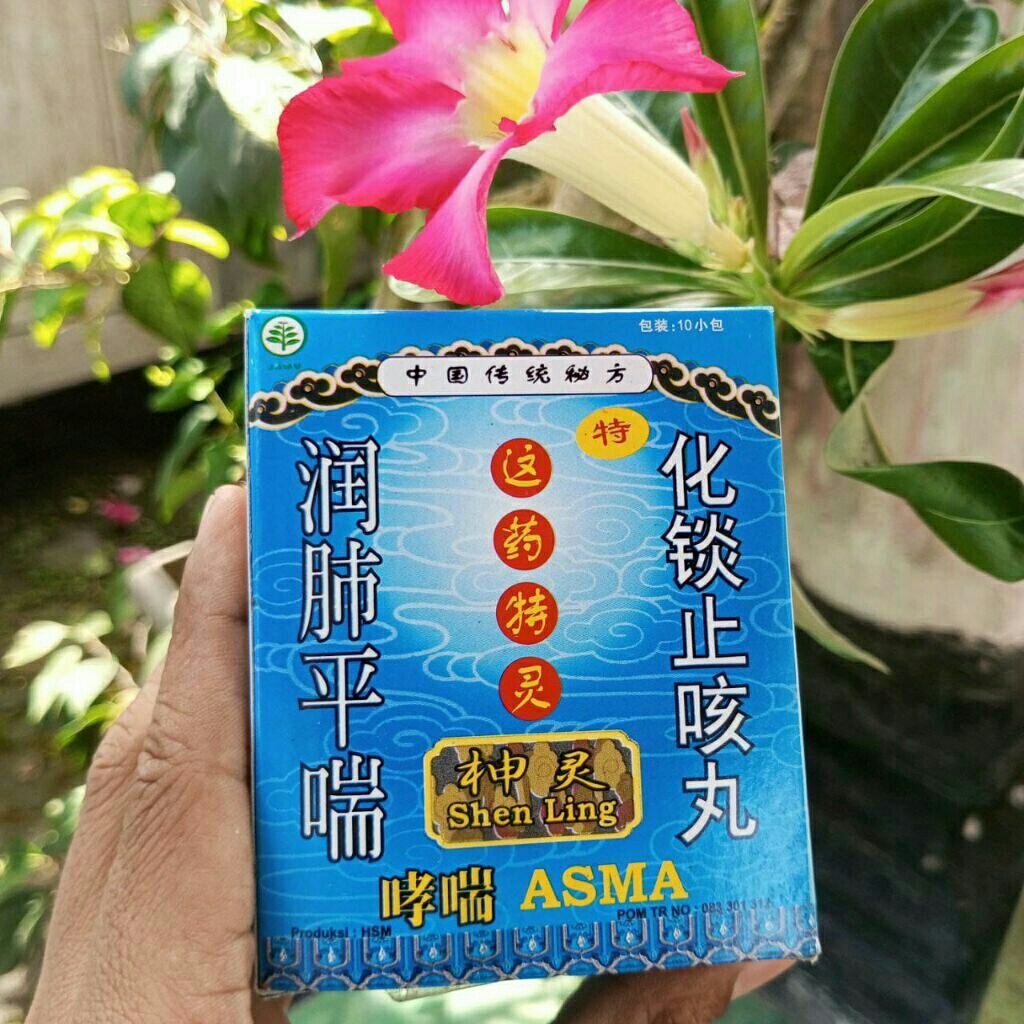 包装:10小包
中国传统秘方
特
化锬止咳丸
这药特灵
润肺平喘
柛灵
Shen Ling
哮喘 ASMA
POM TR NO : 083 301
Produksi : HSM